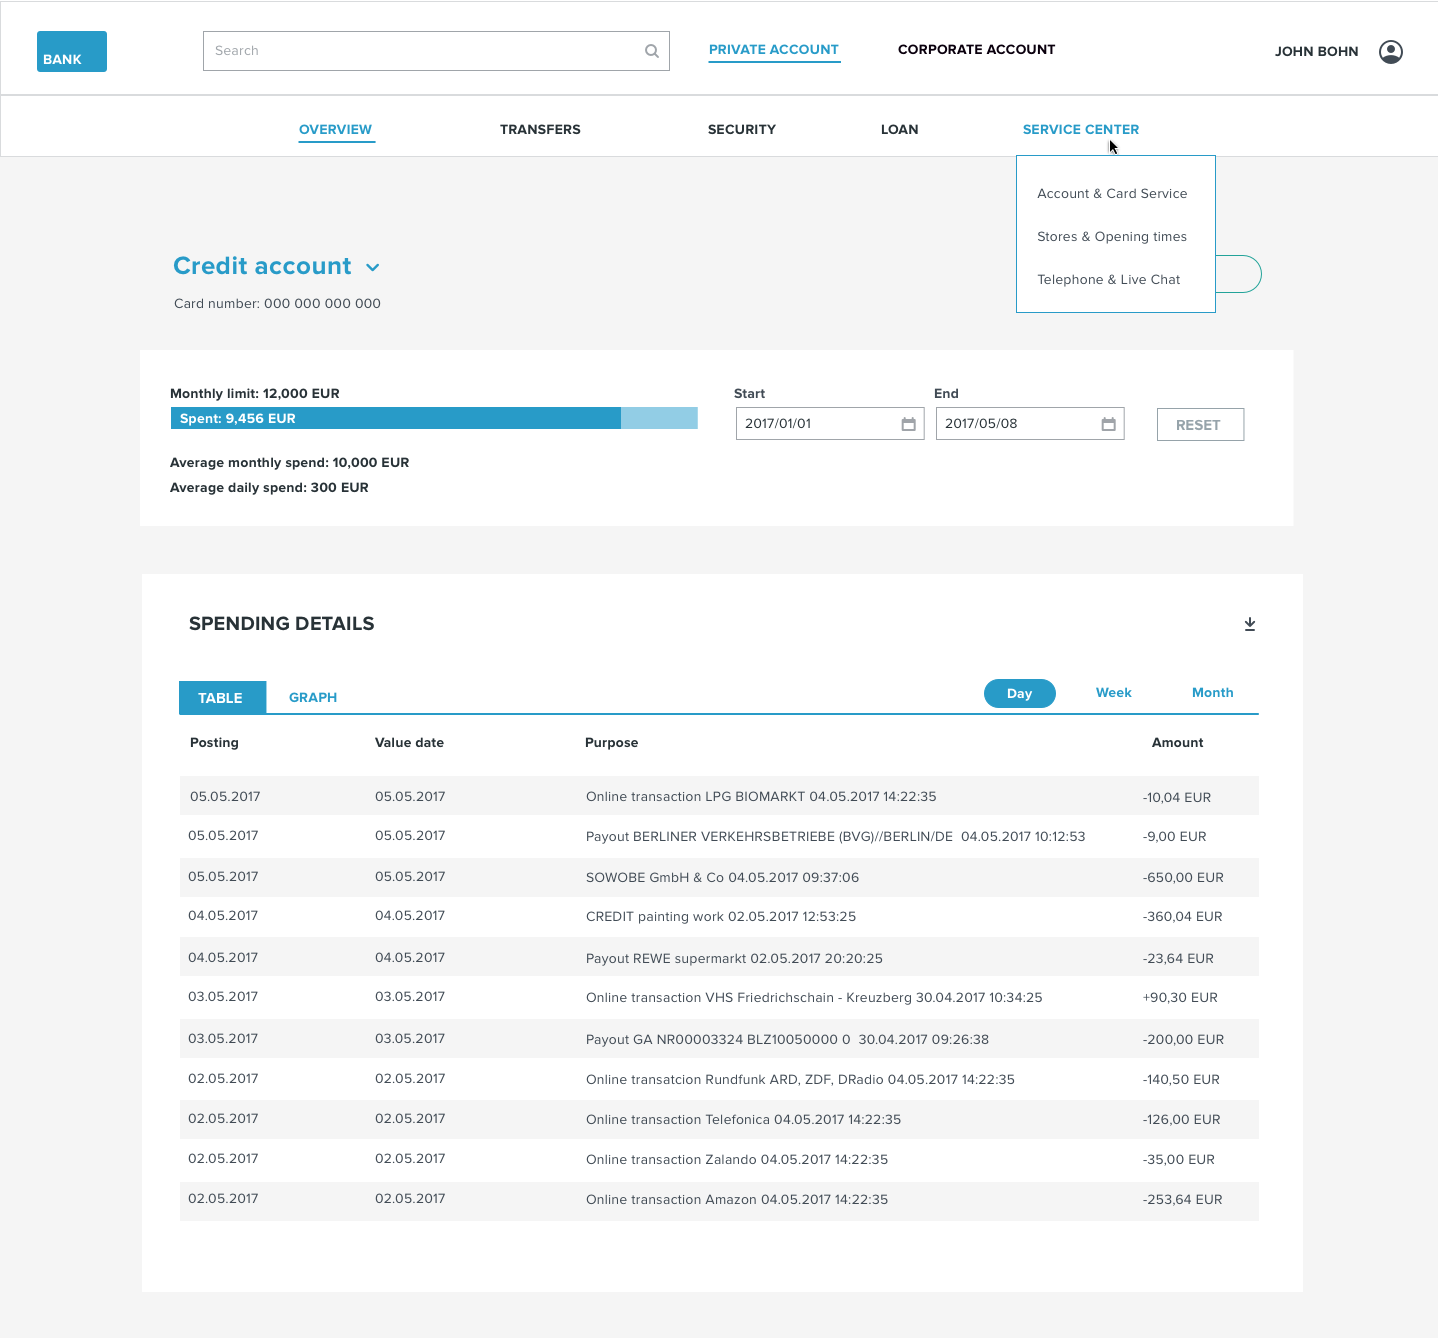 BANK
Search
PRIVATE ACCOUNT
CORPORATE ACCOUNT
JOHN BOHN
OVERVIEW
TRANSFERS
SECURITY
LOAN
SERVICE CENTER
Account & Card Service
Stores & Opening times
Telephone & Live Chat
Credit account
Card number: 000 000 000 000
Monthly limit: 12,000 EUR
Spent: 9,456 EUR
Average monthly spend: 10,000 EUR
Average daily spend: 300 EUR
Start
End
2017/01/01
2017/05/08
RESET
SPENDING DETAILS
TABLE
GRAPH
Day
Week
Month
Posting Value date Purpose Amount
05.05.2017 05.05.2017 Online transaction LPG BIOMARKT 04.05.2017 14:22:35 -10,04 EUR
05.05.2017 05.05.2017 Payout BERLINER VERKEHRSBETRIEBE (BVG)//BERLIN/DE  04.05.2017 10:12:53 -9,00 EUR
05.05.2017 05.05.2017 SOWOBE GmbH & Co 04.05.2017 09:37:06 -650,00 EUR
04.05.2017 04.05.2017 CREDIT painting work 02.05.2017 12:53:25 -360,04 EUR
04.05.2017 04.05.2017 Payout REWE supermarkt 02.05.2017 20:20:25 -23,64 EUR
03.05.2017 03.05.2017 Online transaction VHS Friedrichschain - Kreuzberg 30.04.2017 10:34:25 +90,30 EUR
03.05.2017 03.05.2017 Payout GA NR00003324 BLZ10050000 0  30.04.2017 09:26:38 -200,00 EUR
02.05.2017 02.05.2017 Online transatcion Rundfunk ARD, ZDF, DRadio 04.05.2017 14:22:35 -140,50 EUR
02.05.2017 02.05.2017 Online transaction Telefonica 04.05.2017 14:22:35 -126,00 EUR
02.05.2017 02.05.2017 Online transaction Zalando 04.05.2017 14:22:35 -35,00 EUR
02.05.2017 02.05.2017 Online transaction Amazon 04.05.2017 14:22:35 -253,64 EUR